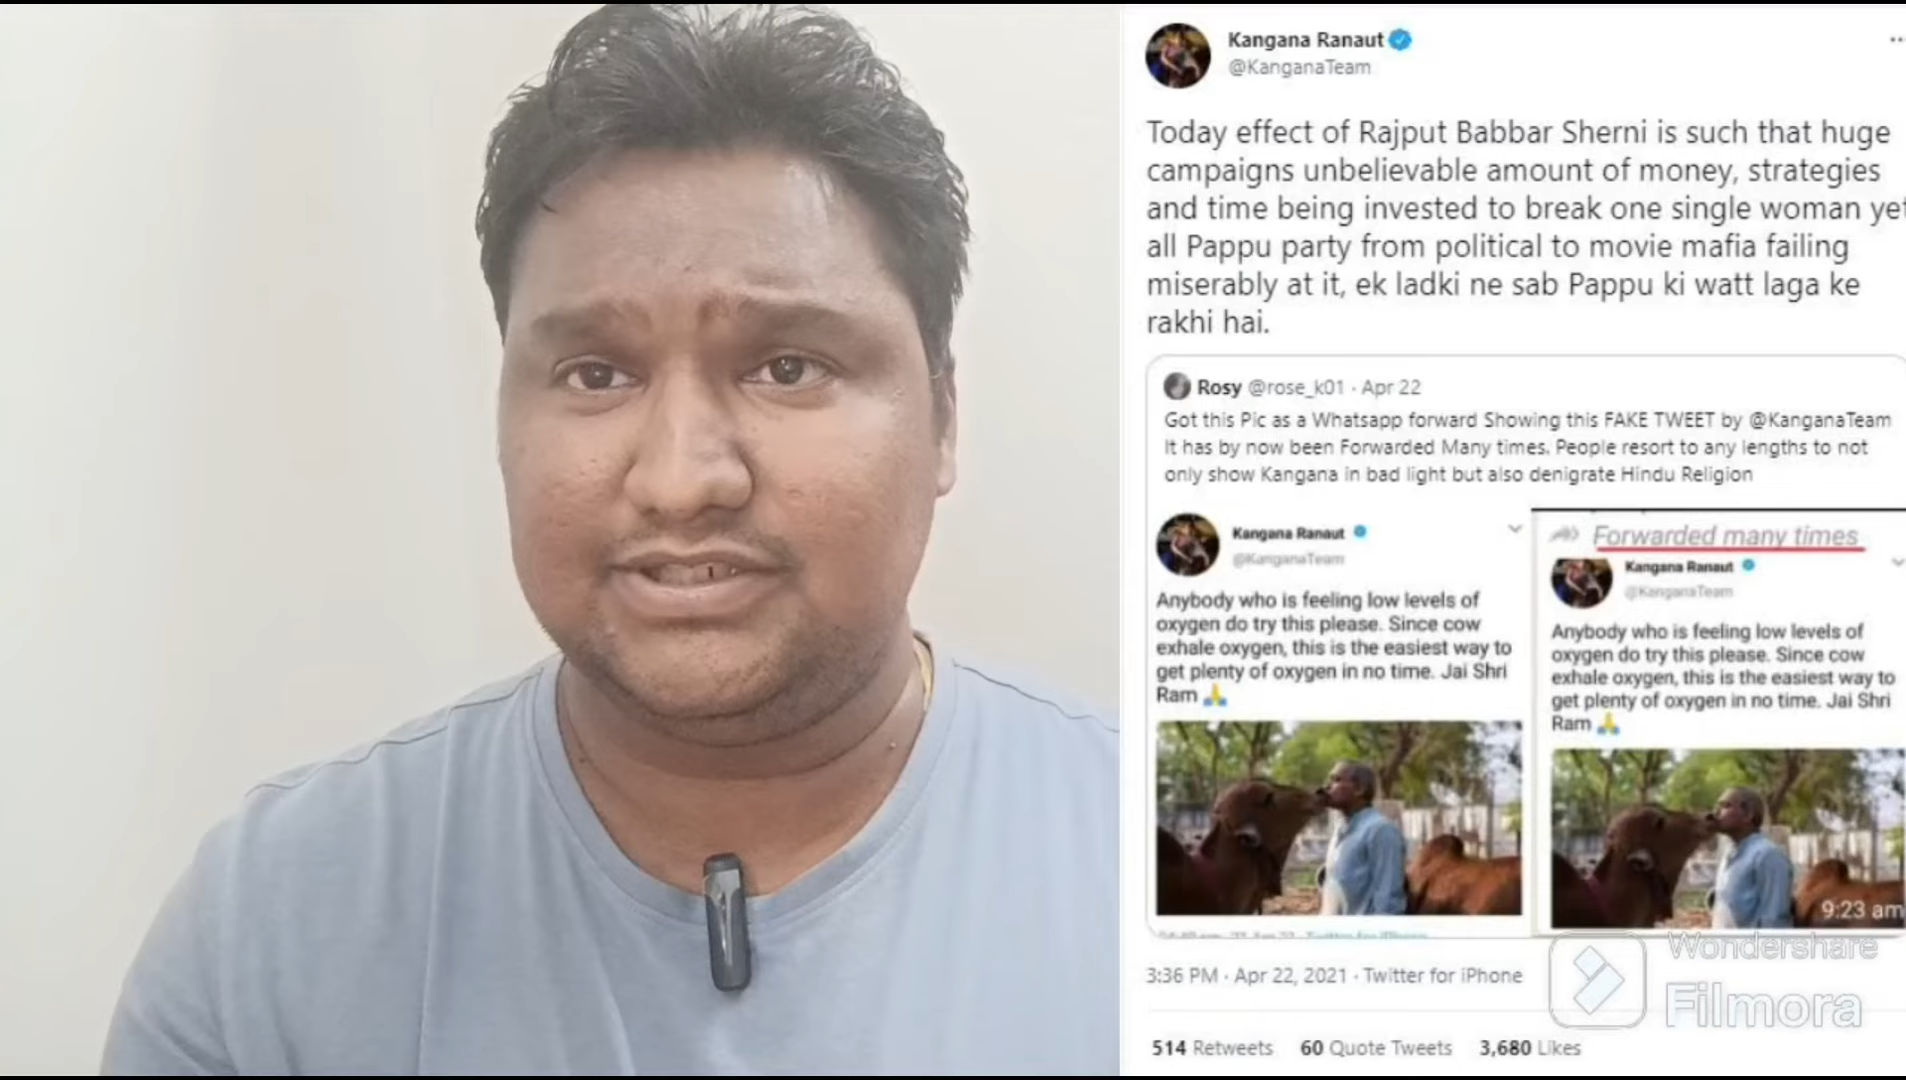 Kangana Ranaut
@KanganaTeam
Today effect of Rajput Babbar Sherni is such that huge
campaigns unbelievable amount of money, strategies
and time being invested to break one single woman yet
all Pappu party from political to movie mafia failing
miserably at it, ek ladki ne sab Pappu ki watt laga ke
rakhi hai.
Rosy @rose_k01 · Apr 22
Got this Pic as a Whatsapp forward Showing this FAKE TWEET by @KanganaTeam
It has by now been Forwarded Many times. People resort to any lengths to not
only show Kangana in bad light but also denigrate Hindu Religion
Kangana Ranaut
@KanganaTeam
Anybody who is feeling low levels of
oxygen do try this please. Since cow
exhale oxygen, this is the easiest way to
get plenty of oxygen in no time. Jai Shri
Ram 🙏
Forwarded many times
Kangana Ranaut
@KanganaTeam
Anybody who is feeling low levels of
oxygen do try this please. Since cow
exhale oxygen, this is the easiest way to
get plenty of oxygen in no time. Jai Shri
Ram 🙏
9:23 am
3:36 PM · Apr 22, 2021 · Twitter for iPhone
514 Retweets 60 Quote Tweets 3,680 Likes
Wondershare
Filmora